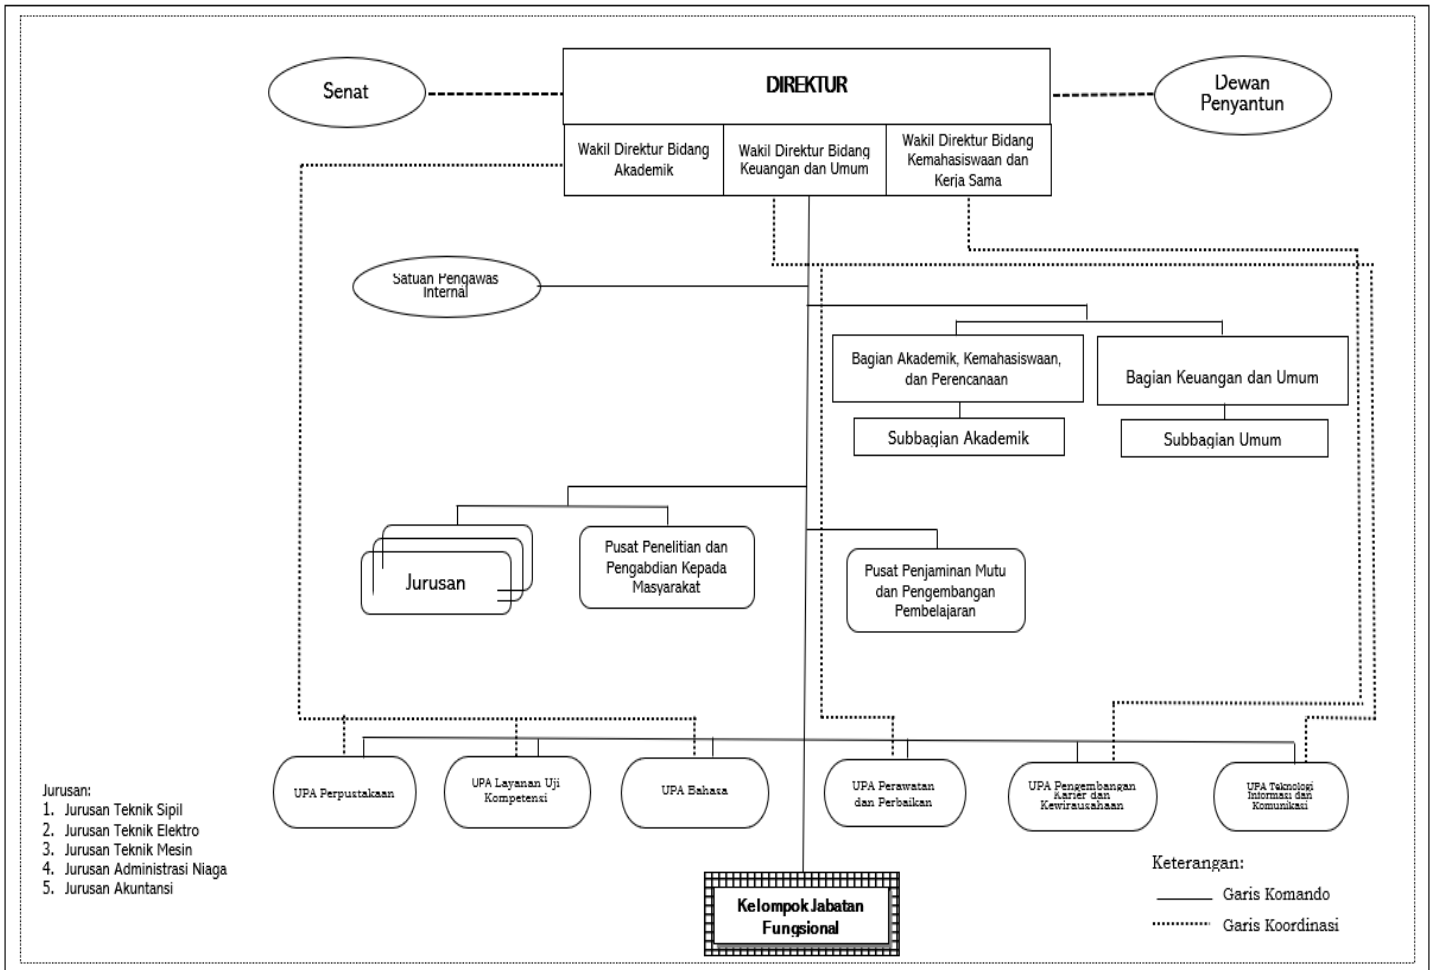 Senat
DIREKTUR
Dewan
Penyantun
Wakil Direktur Bidang
Akademik
Wakil Direktur Bidang
Keuangan dan Umum
Wakil Direktur Bidang
Kemahasiswaan dan
Kerja Sama
Satuan Pengawas
Internal
Bagian Akademik, Kemahasiswaan,
dan Perencanaan
Bagian Keuangan dan Umum
Subbagian Akademik
Subbagian Umum
Jurusan
Pusat Penelitian dan
Pengabdian Kepada
Masyarakat
Pusat Penjaminan Mutu
dan Pengembangan
Pembelajaran
UPA Perpustakaan
UPA Layanan Uji
Kompetensi
UPA Bahasa
UPA Perawatan
dan Perbaikan
UPA Pengembangan
Karier dan
Kewirausahaan
UPA Teknologi
Informasi dan
Komunikasi
Jurusan:
1. Jurusan Teknik Sipil
2. Jurusan Teknik Elektro
3. Jurusan Teknik Mesin
4. Jurusan Administrasi Niaga
5. Jurusan Akuntansi
Kelompok Jabatan
Fungsional
Keterangan:
Garis Komando
Garis Koordinasi